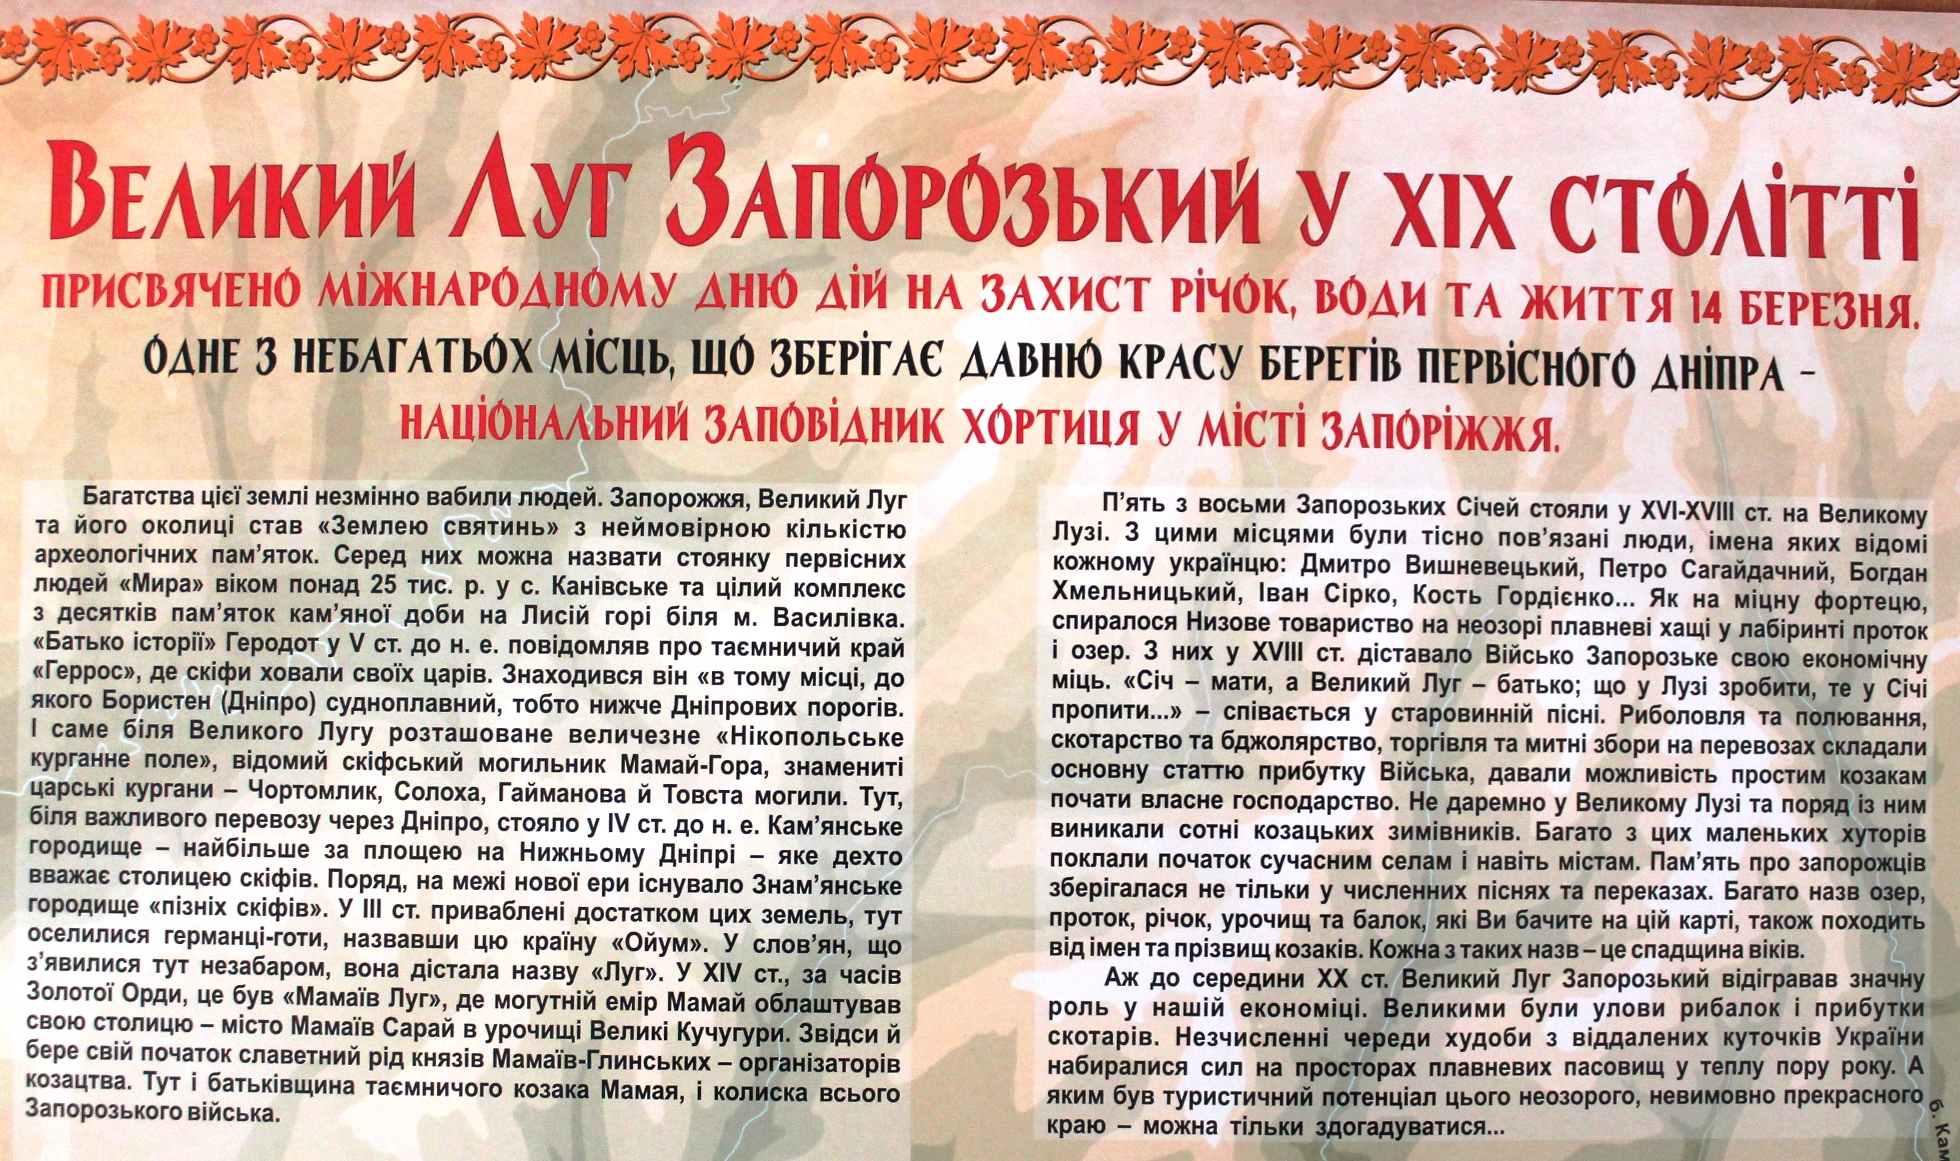 Великий Луг Запорозький у XIX столітті
присвячено міжнародному дню дій на захист річок, води та життя 14 березня.
Одне з небагатьох місць, що зберігає давню красу берегів первісного Дніпра –
Національний заповідник Хортиця у місті Запоріжжя.
Багатства цієї землі незмінно вабили людей. Запорожжя, Великий Луг
та його околиці став «Землею святинь» з неймовірною кількістю
археологічних пам’яток. Серед них можна назвати стоянку первісних
людей «Мира» віком понад 25 тис. р. у с. Канівське та цілий комплекс
з десятків пам’яток кам’яної доби на Лисій горі біля м. Василівка.
«Батько історії» Геродот у V ст. до н. е. повідомляв про таємничий край
«Геррос», де скіфи ховали своїх царів. Знаходився він «в тому місці, до
якого Бористен (Дніпро) судноплавний, тобто нижче Дніпрових порогів.
І саме біля Великого Лугу розташоване величезне «Нікопольське
курганне поле», відомий скіфський могильник Мамай-Гора, знамениті
царські кургани – Чортомлик, Солоха, Гайманова й Товста могили. Тут,
біля важливого перевозу через Дніпро, стояло у IV ст. до н. е. Кам’янське
городище – найбільше за площею на Нижньому Дніпрі – яке дехто
вважає столицею скіфів. Поряд, на межі нової ери існувало Знам’янське
городище «пізніх скіфів». У III ст. приваблені достатком цих земель, тут
оселилися германці-готи, назвавши цю країну «Ойум». У слов’ян, що
з’явилися тут незабаром, вона дістала назву «Луг». У XIV ст., за часів
Золотої Орди, це був «Мамаїв Луг», де могутній емір Мамай облаштував
свою столицю – місто Мамаїв Сарай в урочищі Великі Кучугури. Звідси й
бере свій початок славетний рід князів Мамаїв-Глинських – організаторів
козацтва. Тут і батьківщина таємничого козака Мамая, і колиска всього
Запорозького війська.
П’ять з восьми Запорозьких Січей стояли у XVI-XVIII ст. на Великому
Лузі. З цими місцями були тісно пов’язані люди, імена яких відомі
кожному українцю: Дмитро Вишневецький, Петро Сагайдачний, Богдан
Хмельницький, Іван Сірко, Кость Гордієнко... Як на міцну фортецю,
спиралося Низове товариство на неозорі плавневі хащі у лабіринті проток
і озер. З них у XVIII ст. діставало Військо Запорозьке свою економічну
міць. «Січ – мати, а Великий Луг – батько; що у Лузі зробити, те у Січі
пропити...» – співається у старовинній пісні. Риболовля та полювання,
скотарство та бджолярство, торгівля та митні збори на перевозах складали
основну статтю прибутку Війська, давали можливість простим козакам
почати власне господарство. Не даремно у Великому Лузі та поряд із ним
виникали сотні козацьких зимівників. Багато з цих маленьких хуторів
поклали початок сучасним селам і навіть містам. Пам’ять про запорожців
зберігалася не тільки у численних піснях та переказах. Багато назв озер,
проток, річок, урочищ та балок, які Ви бачите на цій карті, також походить
від імен та прізвищ козаків. Кожна з таких назв – це спадщина віків.
Аж до середини XX ст. Великий Луг Запорозький відігравав значну
роль у нашій економіці. Великими були улови рибалок і прибутки
скотарів. Незчисленні череди худоби з віддалених куточків України
набиралися сил на просторах плавневих пасовищ у теплу пору року. А
яким був туристичний потенціал цього неозорого, невимовно прекрасного
краю – можна тільки здогадуватися...
б. Кам